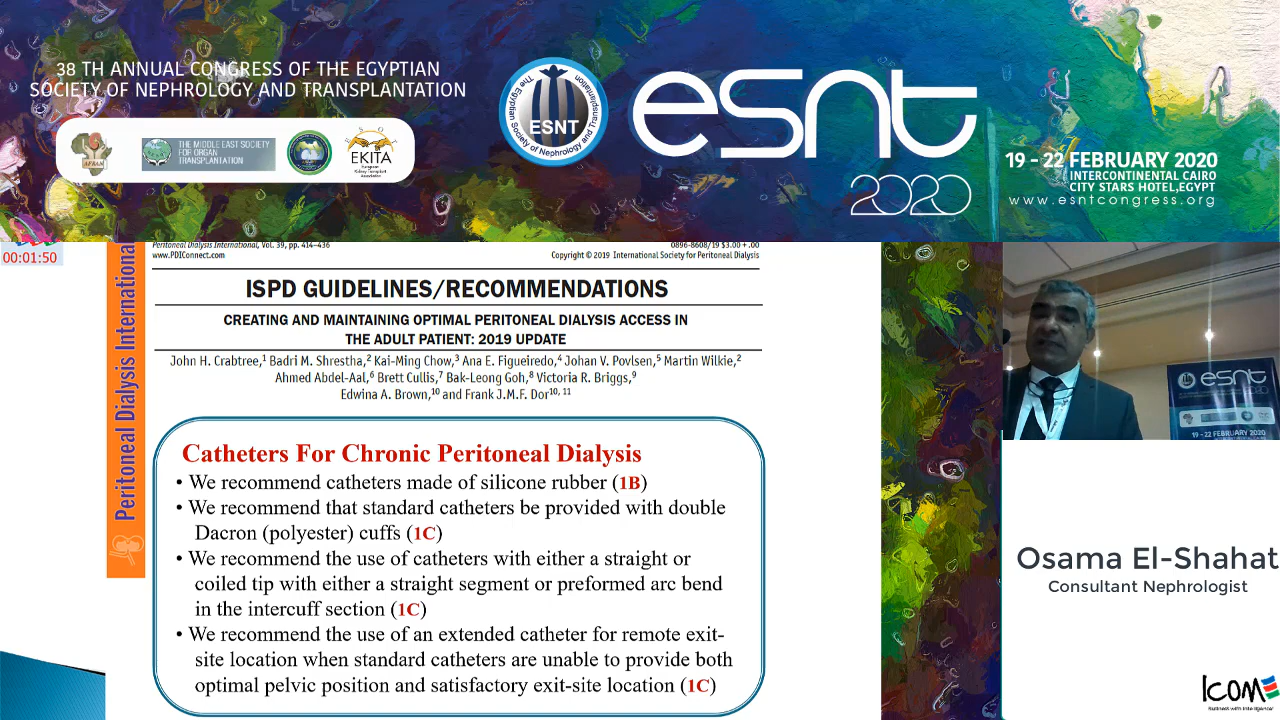 38 TH ANNUAL CONGRESS OF THE EGYPTIAN
SOCIETY OF NEPHROLOGY AND TRANSPLANTATION
AFRAN
THE MIDDLE EAST SOCIETY
FOR ORGAN
TRANSPLANTATION
EKITA
The Egyptian Society of Nephrology and Transplantation
ESNT
esnt
2020
19 - 22 FEBRUARY 2020
INTERCONTINENTAL CAIRO
CITY STARS HOTEL,EGYPT
www.esntcongress.org
00:01:50
Peritoneal Dialysis International
Peritoneal Dialysis International, Vol. 39, pp. 414–436
www.PDIConnect.com
0896-8608/19 $3.00 + .00
Copyright © 2019 International Society for Peritoneal Dialysis
ISPD GUIDELINES/RECOMMENDATIONS
CREATING AND MAINTAINING OPTIMAL PERITONEAL DIALYSIS ACCESS IN
THE ADULT PATIENT: 2019 UPDATE
John H. Crabtree,1 Badri M. Shrestha,2 Kai-Ming Chow,3 Ana E. Figueiredo,4 Johan V. Povlsen,5 Martin Wilkie,2
Ahmed Abdel-Aal,6 Brett Cullis,7 Bak-Leong Goh,8 Victoria R. Briggs,9
Edwina A. Brown,10 and Frank J.M.F. Dor10, 11
Catheters For Chronic Peritoneal Dialysis
• We recommend catheters made of silicone rubber (1B)
• We recommend that standard catheters be provided with double
Dacron (polyester) cuffs (1C)
• We recommend the use of catheters with either a straight or
coiled tip with either a straight segment or preformed arc bend
in the intercuff section (1C)
• We recommend the use of an extended catheter for remote exit-
site location when standard catheters are unable to provide both
optimal pelvic position and satisfactory exit-site location (1C)
esnt
19 - 22 FEBRUARY 2020
Osama El-Shahat
Consultant Nephrologist
ICOM